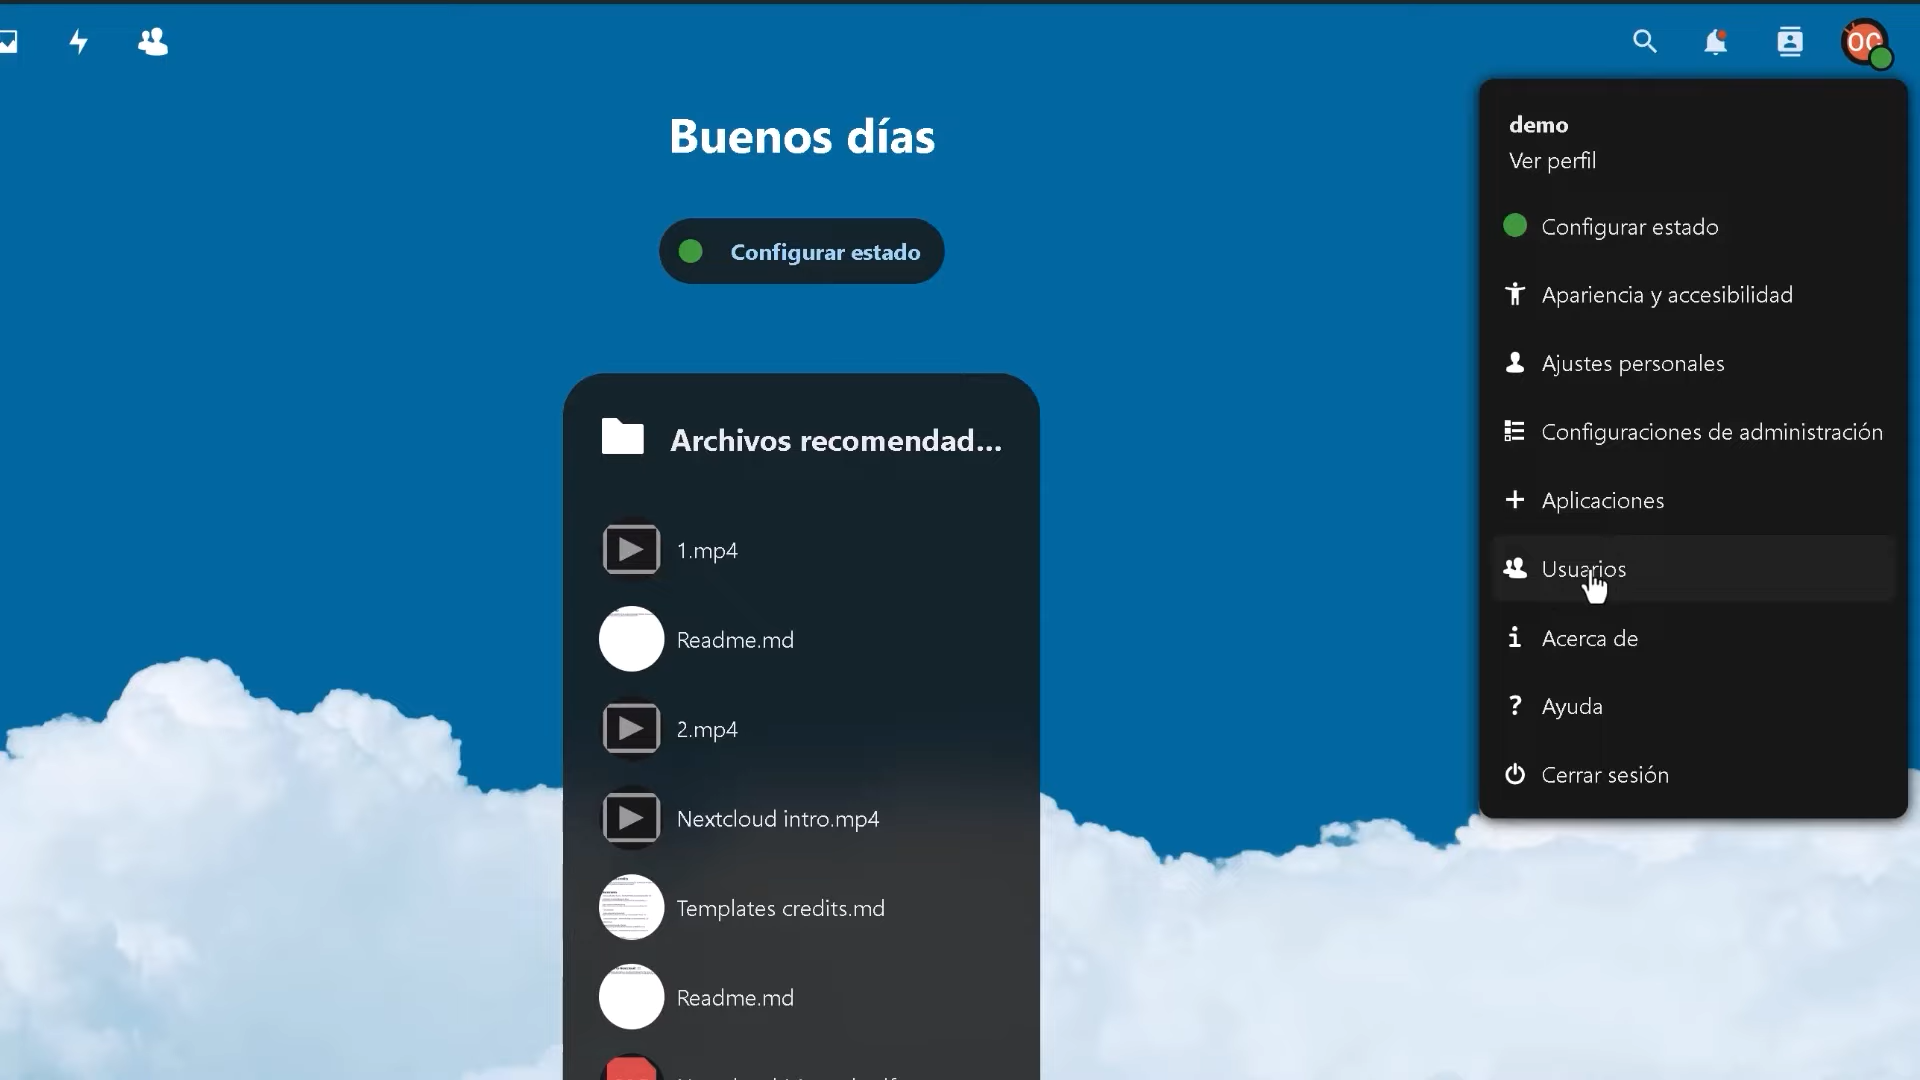 OC
Buenos días
Configurar estado
Archivos recomendad...
1.mp4
Readme.md
2.mp4
Nextcloud intro.mp4
Templates credits.md
Readme.md
demo
Ver perfil
Configurar estado
Apariencia y accesibilidad
Ajustes personales
Configuraciones de administración
Aplicaciones
Usuarios
Acerca de
Ayuda
Cerrar sesión